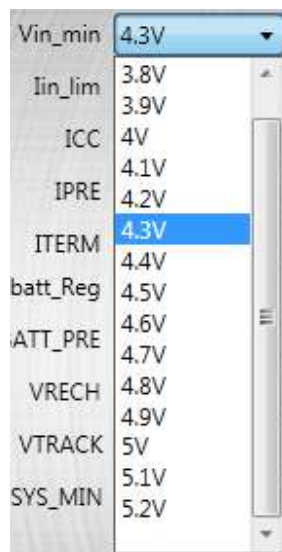 Vin_min 4.3V
Iin_lim
ICC
IPRE
ITERM
batt_Reg
ATT_PRE
VRECH
VTRACK
SYS_MIN
3.8V
3.9V
4V
4.1V
4.2V
4.3V
4.4V
4.5V
4.6V
4.7V
4.8V
4.9V
5V
5.1V
5.2V